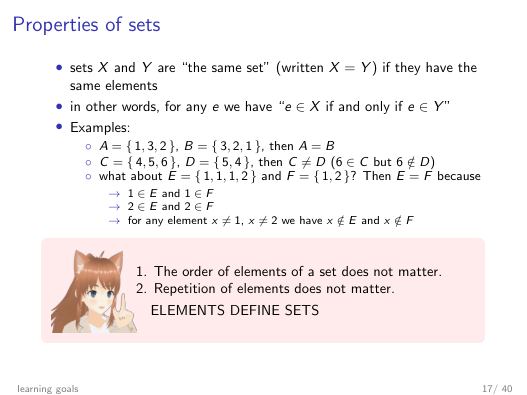 Properties of sets
• sets X and Y are “the same set” (written X = Y) if they have the
same elements
• in other words, for any e we have “e ∈ X if and only if e ∈ Y”
• Examples:
◦ A = { 1, 3, 2 }, B = { 3, 2, 1 }, then A = B
◦ C = { 4, 5, 6 }, D = { 5, 4 }, then C ≠ D (6 ∈ C but 6 ∉ D)
◦ what about E = { 1, 1, 1, 2 } and F = { 1, 2 }? Then E = F because
→ 1 ∈ E and 1 ∈ F
→ 2 ∈ E and 2 ∈ F
→ for any element x ≠ 1, x ≠ 2 we have x ∉ E and x ∉ F
1. The order of elements of a set does not matter.
2. Repetition of elements does not matter.
ELEMENTS DEFINE SETS
learning goals
17/ 40